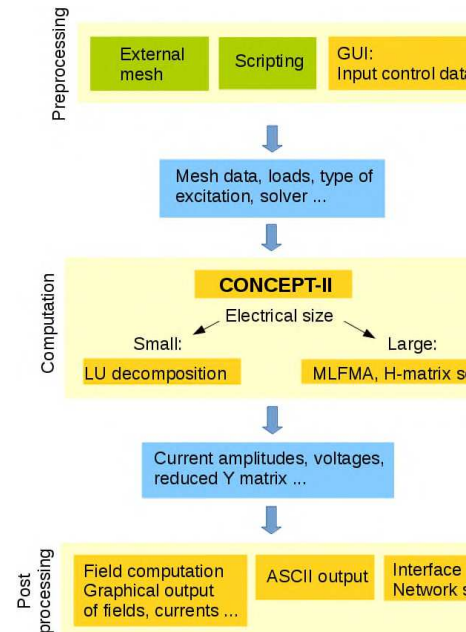 Preprocessing
External
mesh
Scripting
GUI:
Input control data
Mesh data, loads, type of
excitation, solver ...
Computation
CONCEPT-II
Electrical size
Small:
Large:
LU decomposition
MLFMA, H-matrix
Current amplitudes, voltages,
reduced Y matrix ...
Post
processing
Field computation
Graphical output
of fields, currents ...
ASCII output
Interface
Network